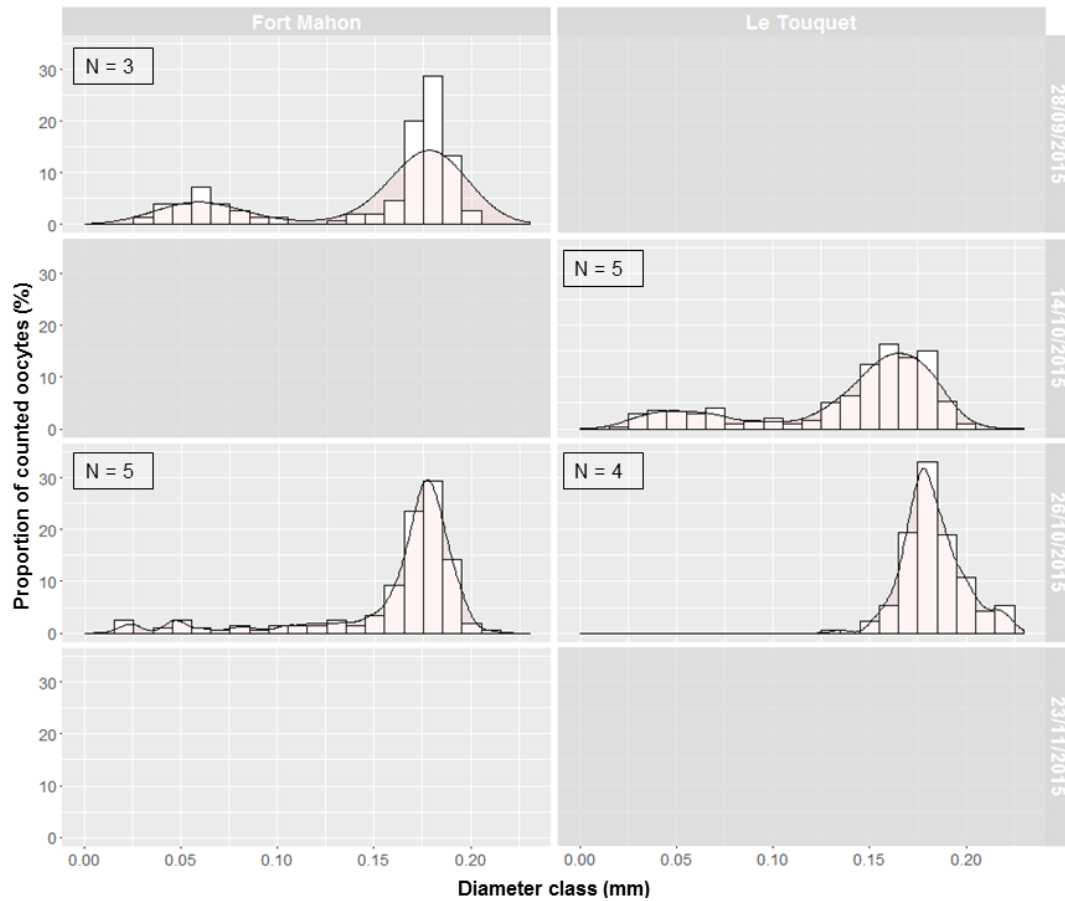 Fort Mahon
Le Touquet
N = 3
30
20
10
0
28/09/2015
N = 5
30
20
10
0
14/10/2015
N = 5
N = 4
30
20
10
0
26/10/2015
30
20
10
0
23/11/2015
0.00 0.05 0.10 0.15 0.20
0.00 0.05 0.10 0.15 0.20
Proportion of counted oocytes (%)
Diameter class (mm)